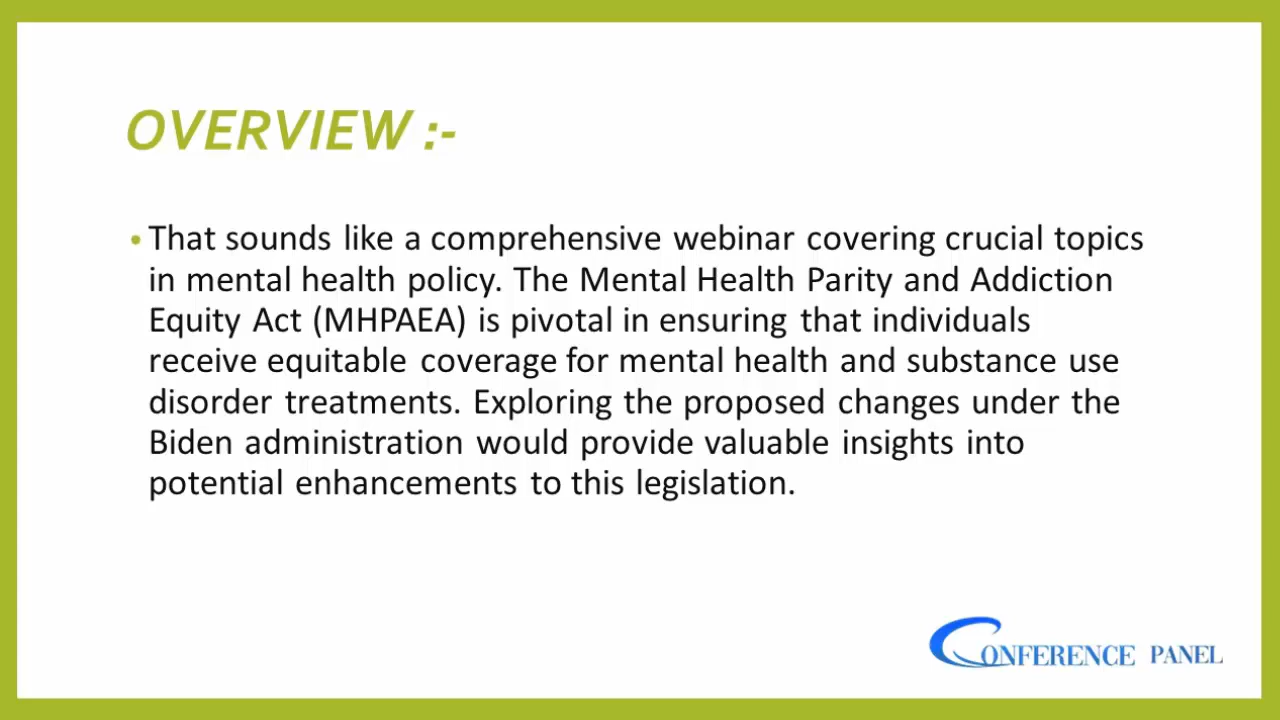 OVERVIEW :-
• That sounds like a comprehensive webinar covering crucial topics
in mental health policy. The Mental Health Parity and Addiction
Equity Act (MHPAEA) is pivotal in ensuring that individuals
receive equitable coverage for mental health and substance use
disorder treatments. Exploring the proposed changes under the
Biden administration would provide valuable insights into
potential enhancements to this legislation.
CONFERENCE PANEL